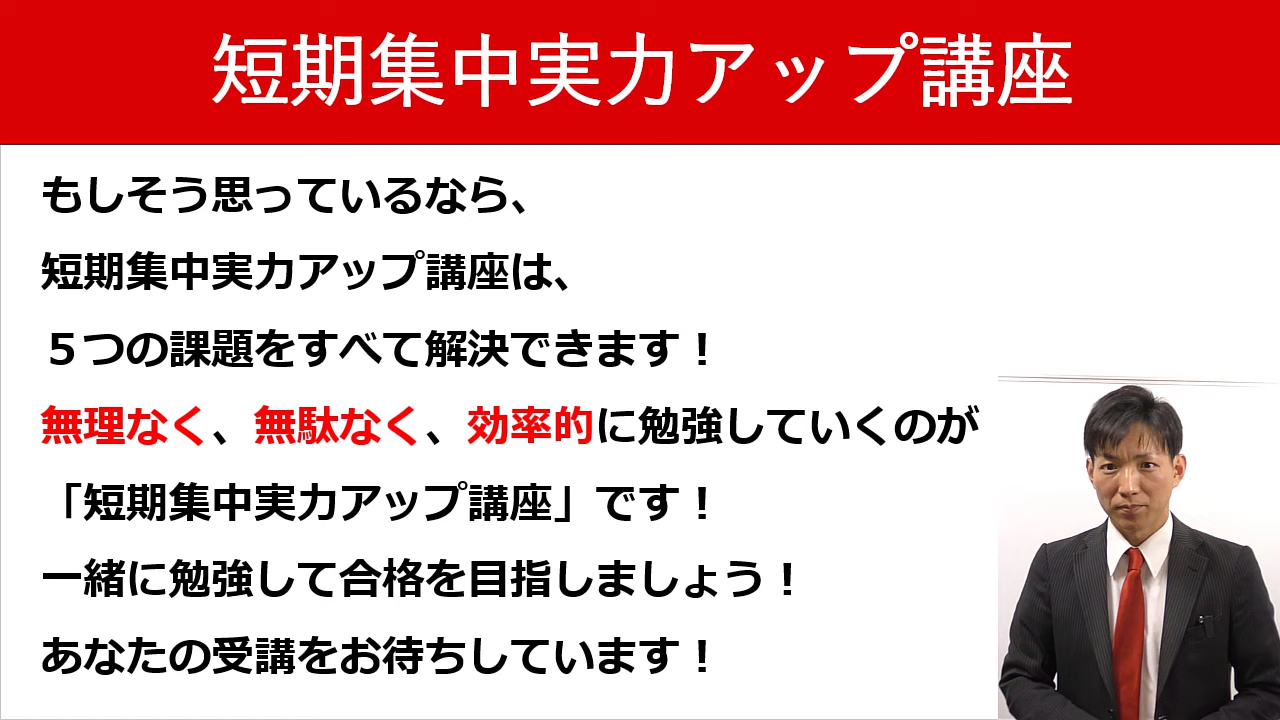 短期集中実力アップ講座
もしそう思っているなら、
短期集中実力アップ講座は、
５つの課題をすべて解決できます！
無理なく、無駄なく、効率的に勉強していくのが
「短期集中実力アップ講座」です！
一緒に勉強して合格を目指しましょう！
あなたの受講をお待ちしています！